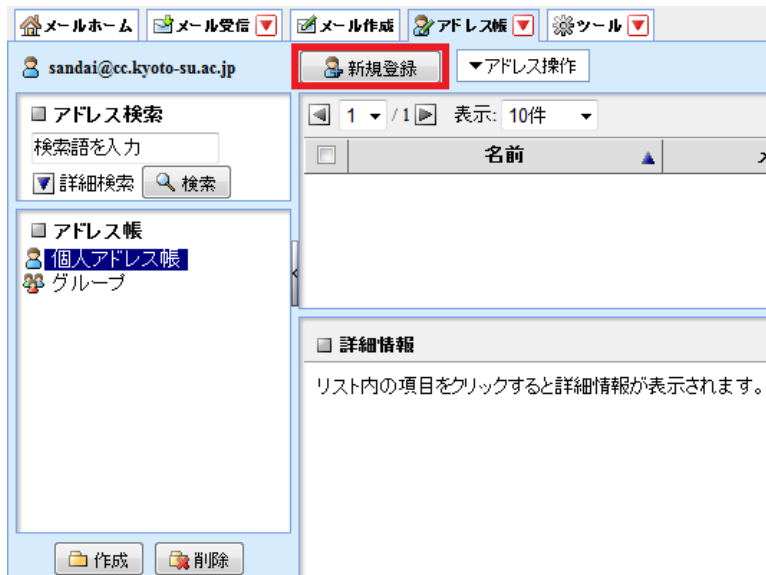 メールホーム メール受信 メール作成 アドレス帳 ツール
sandai@cc.kyoto-su.ac.jp 新規登録 ▼アドレス操作
アドレス検索
検索語を入力
詳細検索 検索
1 / 1 表示: 10件
名前
アドレス帳
個人アドレス帳
グループ
詳細情報
リスト内の項目をクリックすると詳細情報が表示されます。
作成 削除